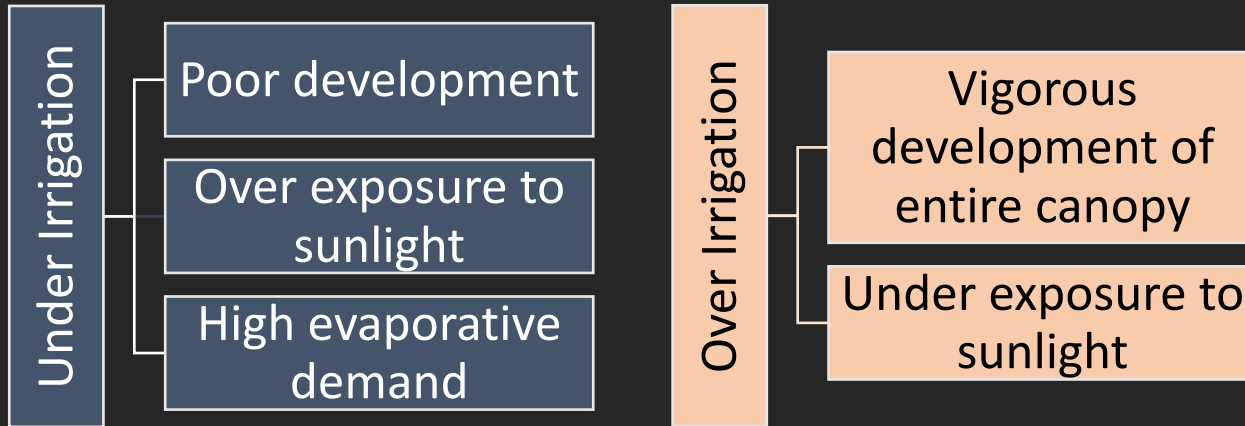 Under Irrigation
Poor development
Over exposure to
sunlight
High evaporative
demand
Over Irrigation
Vigorous
development of
entire canopy
Under exposure to
sunlight